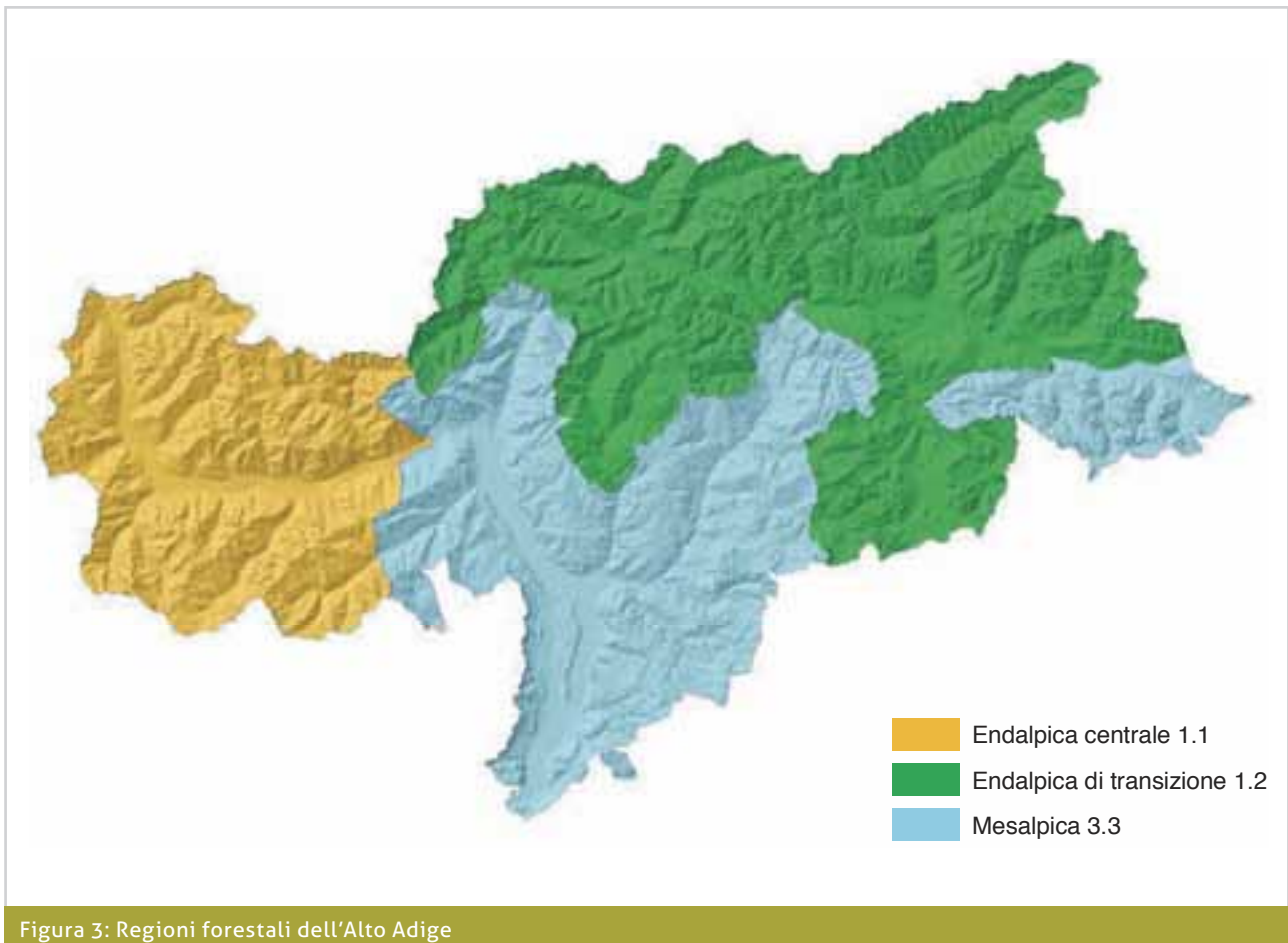 Endalpica centrale 1.1
Endalpica di transizione 1.2
Mesalpica 3.3
Figura 3: Regioni forestali dell'Alto Adige